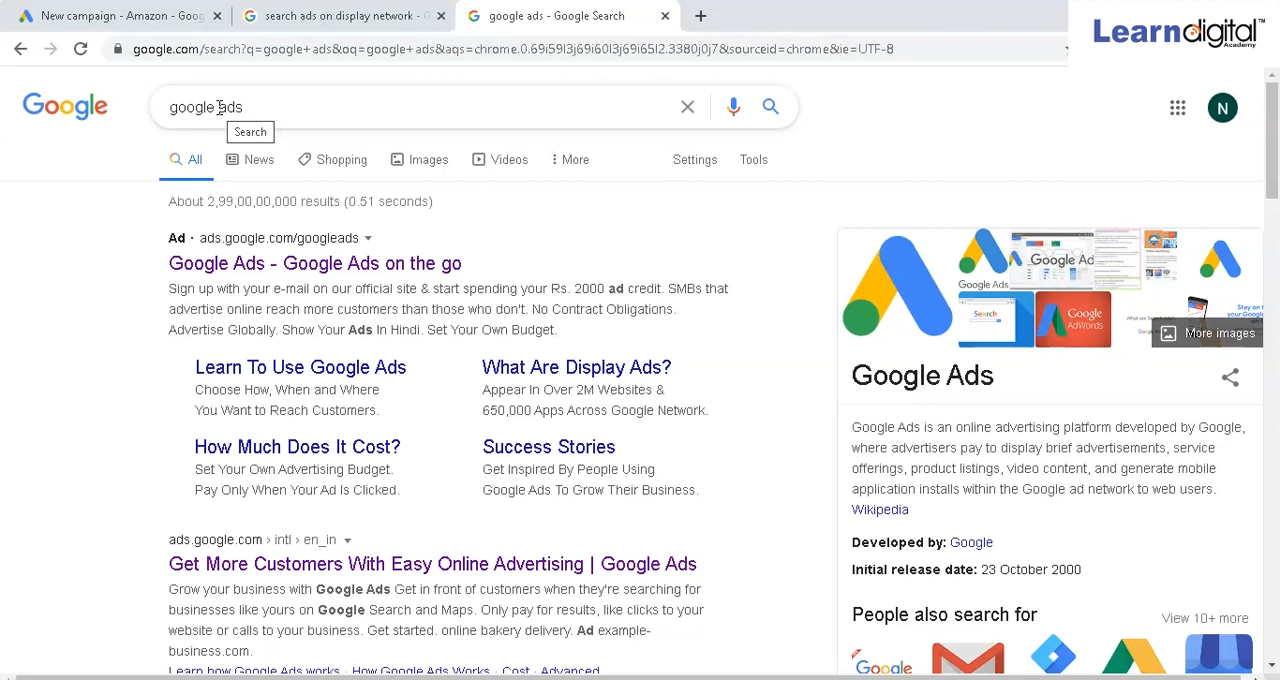 New campaign - Amazon - Goog
search ads on display network - G
google ads - Google Search
Learndigital™
Academy
google.com/search?q=google+ads&oq=google+ads&aqs=chrome.0.69i59l3j69i60l3j69i65l2.3380j0j7&sourceid=chrome&ie=UTF-8
Google
google ads
N
Search
All
News
Shopping
Images
Videos
More
Settings
Tools
About 2,99,00,00,000 results (0.51 seconds)
Ad · ads.google.com/googleads
Google Ads - Google Ads on the go
Sign up with your e-mail on our official site. Get spending your Rs. 2000 ad credit. SMBs that
advertise online reach more Customers than those who don't. No Contract Obligations.
Advertise Globally. Show Your Ads In Hindi. Set Your Own Budget.
Learn To Use Google Ads
Choose How, When and Where
You Want to Reach Customers.
What Are Display Ads?
Appear In Over 2M Websites &
650,000 Apps Across Google Network.
How Much Does It Cost?
Set Your Own Advertising Budget.
Pay Only When Your Ad Is Clicked.
Success Stories
Get Inspired By People Using
Google Ads To Grow Their Business.
ads.google.com › intl › en_in
Get More Customers With Easy Online Advertising | Google Ads
Grow your business with Google Ads Get in front of customers when they're searching for
businesses like yours on Google Search and Maps. Only pay for results, like clicks to your
website or calls to your business. Get started. online bakery delivery. Ad example-
business.com.
Learn how Google Ads works · How Google Ads Works · Cost · Advanced
Google Ads
Google Ad
Search
Google
AdWords
Stay on
your Goog
More images
Google Ads
Google Ads is an online advertising platform developed by Google,
where advertisers pay to display brief advertisements, service
offerings, product listings, video content, and generate mobile
application installs within the Google ad network to web users.
Wikipedia
Developed by: Google
Initial release date: 23 October 2000
People also search for
View 10+ more
Google